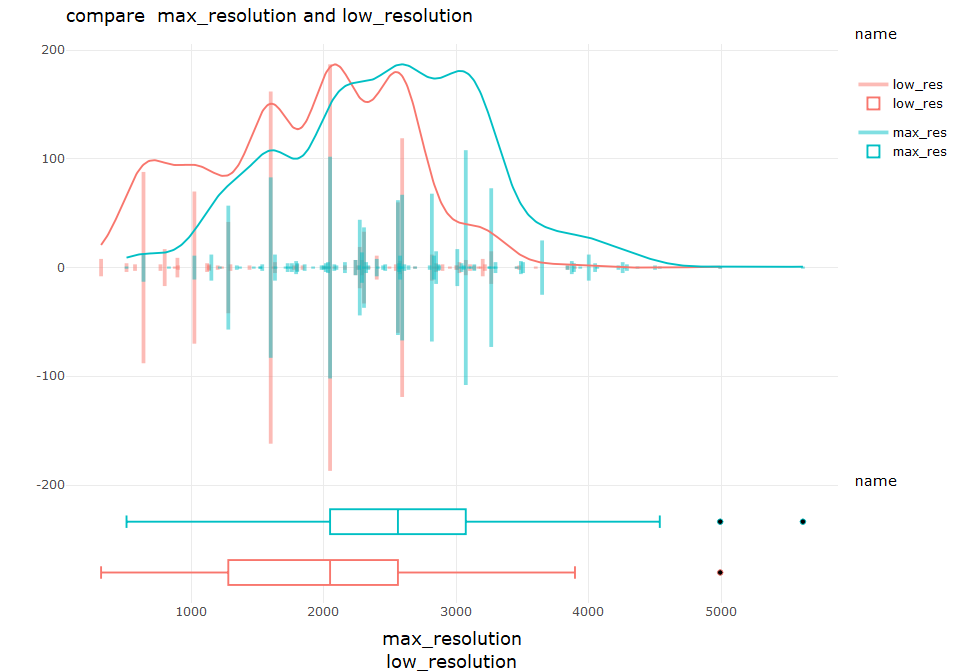 compare  max_resolution and low_resolution
name
low_res
low_res
max_res
max_res
200
100
0
-100
-200
name
1000
2000
3000
4000
5000
max_resolution
low_resolution